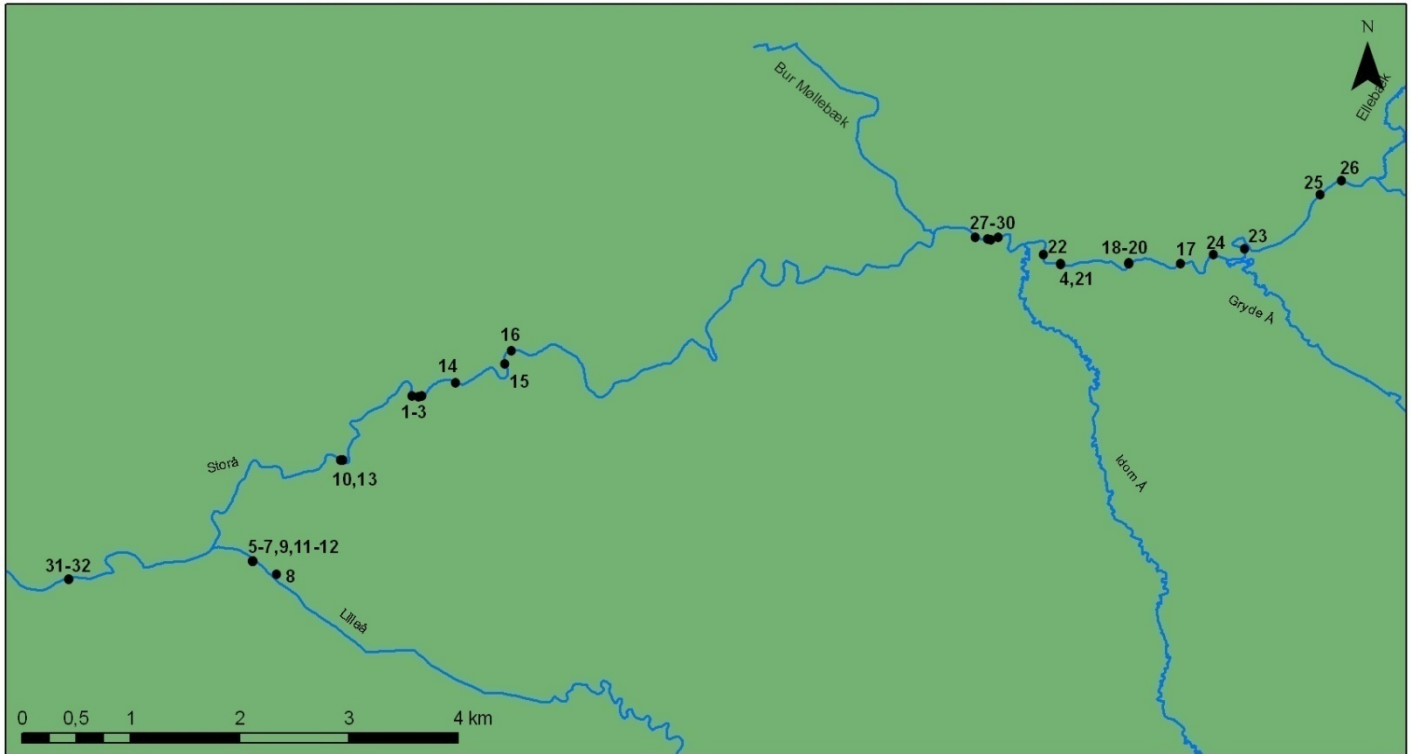 N
Ellebæk
Bur Møllebæk
26
25
27-30
22
18-20
17
24
23
4,21
Gryde Å
16
14
15
1-3
Storå
10,13
Idom Å
5-7,9,11-12
31-32
8
Lilleå
0 0,5 1 2 3 4 km